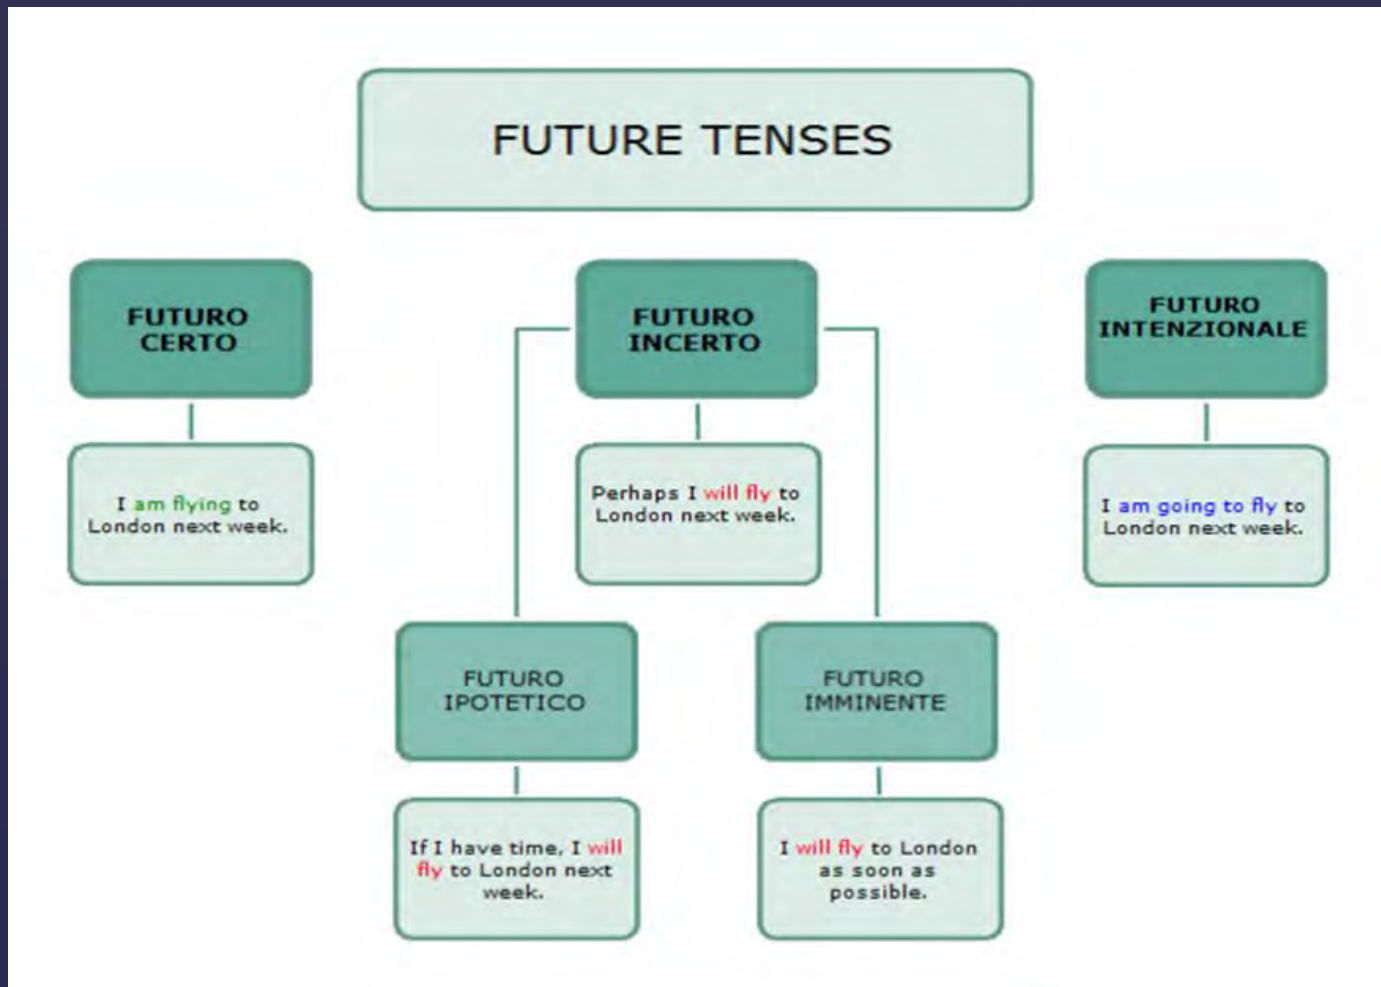 FUTURE TENSES
FUTURO
CERTO
I am flying to
London next week.
FUTURO
INCERTO
Perhaps I will fly to
London next week.
FUTURO
INTENZIONALE
I am going to fly to
London next week.
FUTURO
IPOTETICO
If I have time, I will
fly to London next
week.
FUTURO
IMMINENTE
I will fly to London
as soon as
possible.